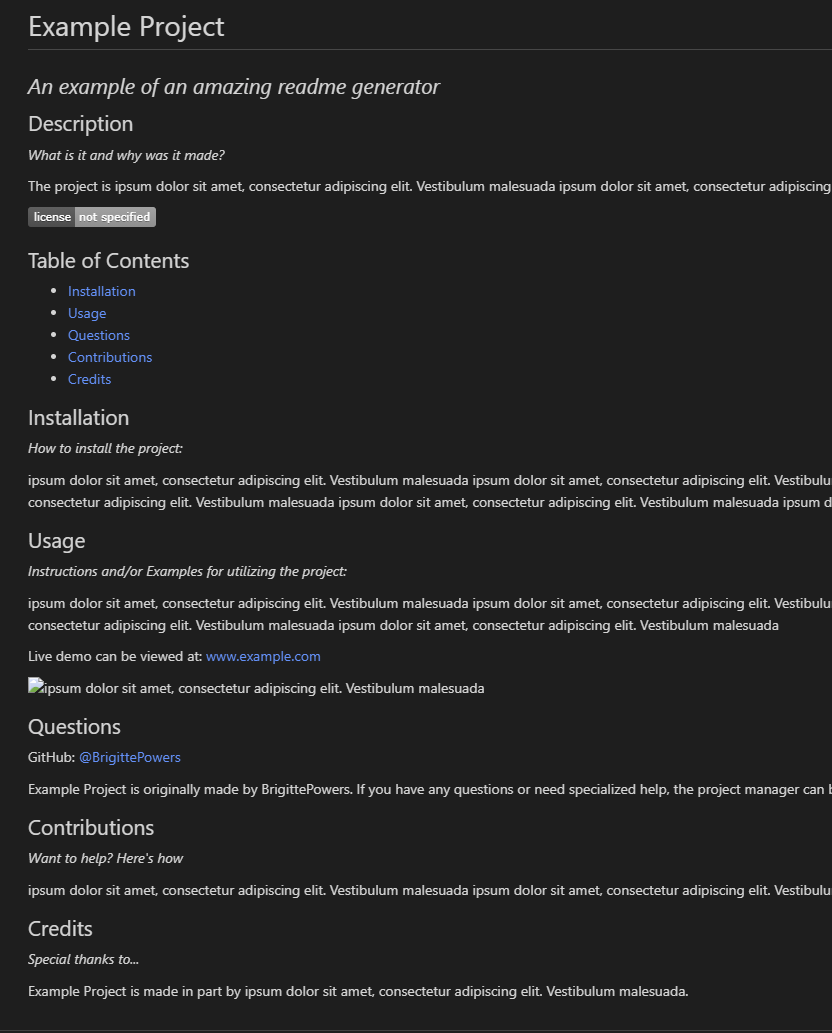 Example Project
An example of an amazing readme generator
Description
What is it and why was it made?
The project is ipsum dolor sit amet, consectetur adipiscing elit. Vestibulum malesuada ipsum dolor sit amet, consectetur adipiscing
license not specified
Table of Contents
Installation
Usage
Questions
Contributions
Credits
Installation
How to install the project:
ipsum dolor sit amet, consectetur adipiscing elit. Vestibulum malesuada ipsum dolor sit amet, consectetur adipiscing elit. Vestibulu
consectetur adipiscing elit. Vestibulum malesuada ipsum dolor sit amet, consectetur adipiscing elit. Vestibulum malesuada ipsum d
Usage
Instructions and/or Examples for utilizing the project:
ipsum dolor sit amet, consectetur adipiscing elit. Vestibulum malesuada ipsum dolor sit amet, consectetur adipiscing elit. Vestibulu
consectetur adipiscing elit. Vestibulum malesuada ipsum dolor sit amet, consectetur adipiscing elit. Vestibulum malesuada
Live demo can be viewed at: www.example.com
ipsum dolor sit amet, consectetur adipiscing elit. Vestibulum malesuada
Questions
GitHub: @BrigittePowers
Example Project is originally made by BrigittePowers. If you have any questions or need specialized help, the project manager can b
Contributions
Want to help? Here's how
ipsum dolor sit amet, consectetur adipiscing elit. Vestibulum malesuada ipsum dolor sit amet, consectetur adipiscing elit. Vestibulu
Credits
Special thanks to...
Example Project is made in part by ipsum dolor sit amet, consectetur adipiscing elit. Vestibulum malesuada.